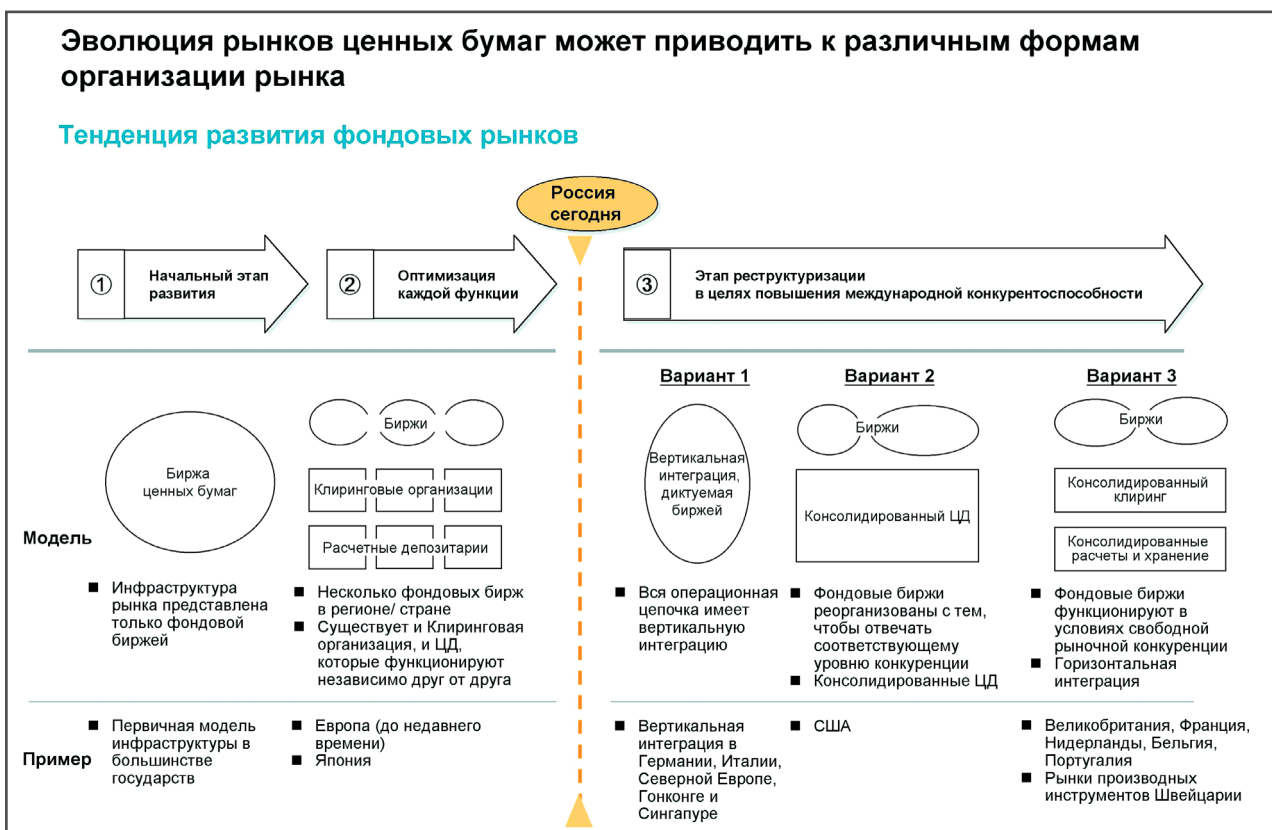 Эволюция рынков ценных бумаг может приводить к различным формам
организации рынка
Тенденция развития фондовых рынков
Россия
сегодня
①
Начальный этап
развития
②
Оптимизация
каждой функции
③
Этап реструктуризации
в целях повышения международной конкурентоспособности
Модель
Биржа
ценных бумаг
Биржи
Клиринговые организации
Расчетные депозитарии
Вариант 1
Вертикальная
интеграция,
диктуемая
биржей
Вариант 2
Биржи
Консолидированный ЦД
Вариант 3
Биржи
Консолидированный
клиринг
Консолидированные
расчеты и хранение
■ Инфраструктура
рынка представлена
только фондовой
биржей
■ Несколько фондовых бирж
в регионе/ стране
■ Существует и Клиринговая
организация, и ЦД,
которые функционируют
независимо друг от друга
■ Вся операционная
цепочка имеет
вертикальную
интеграцию
■ Фондовые биржи
реорганизованы с тем,
чтобы отвечать
соответствующему
уровню конкуренции
■ Консолидированные ЦД
■ Фондовые биржи
функционируют в
условиях свободной
рыночной конкуренции
■ Горизонтальная
интеграция
Пример
■ Первичная модель
инфраструктуры в
большинстве
государств
■ Европа (до недавнего
времени)
■ Япония
■ Вертикальная
интеграция в
Германии, Италии,
Северной Европе,
Гонконге и
Сингапуре
■ США
■ Великобритания, Франция,
Нидерланды, Бельгия,
Португалия
■ Рынки производных
инструментов Швейцарии